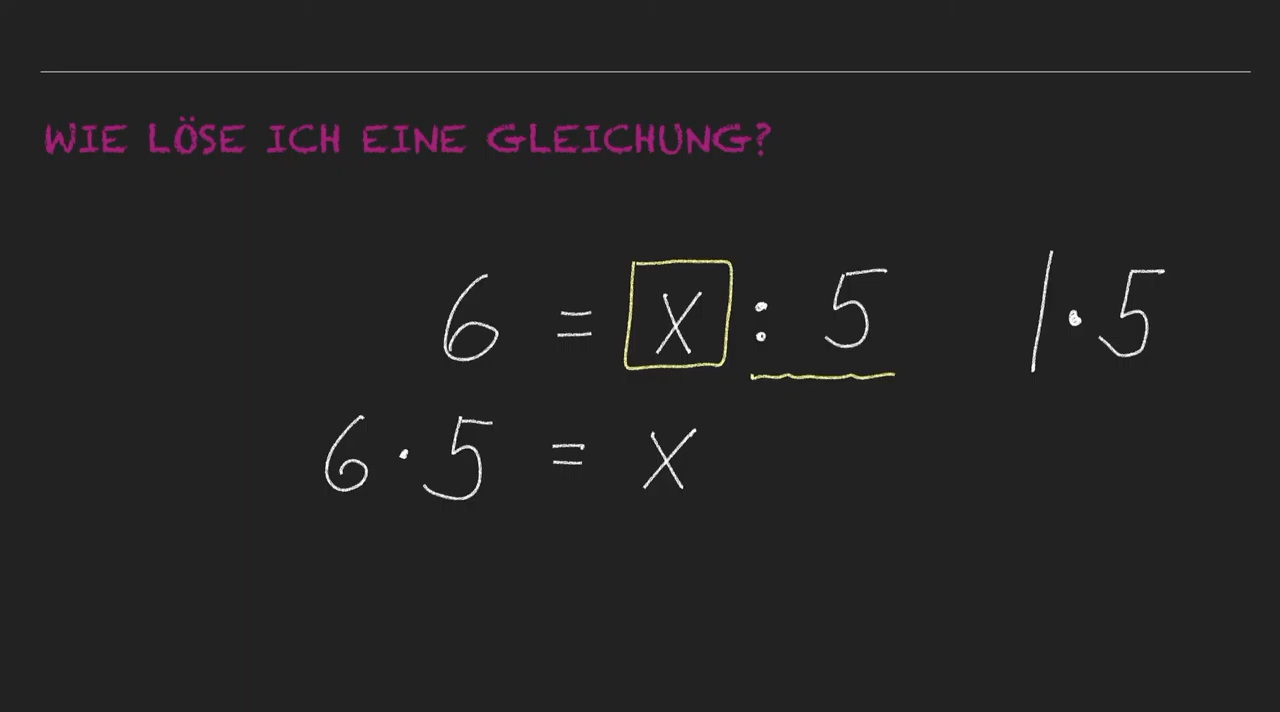 WIE LÖSE ICH EINE GLEICHUNG?
6 = x : 5 | · 5
6 · 5 = x